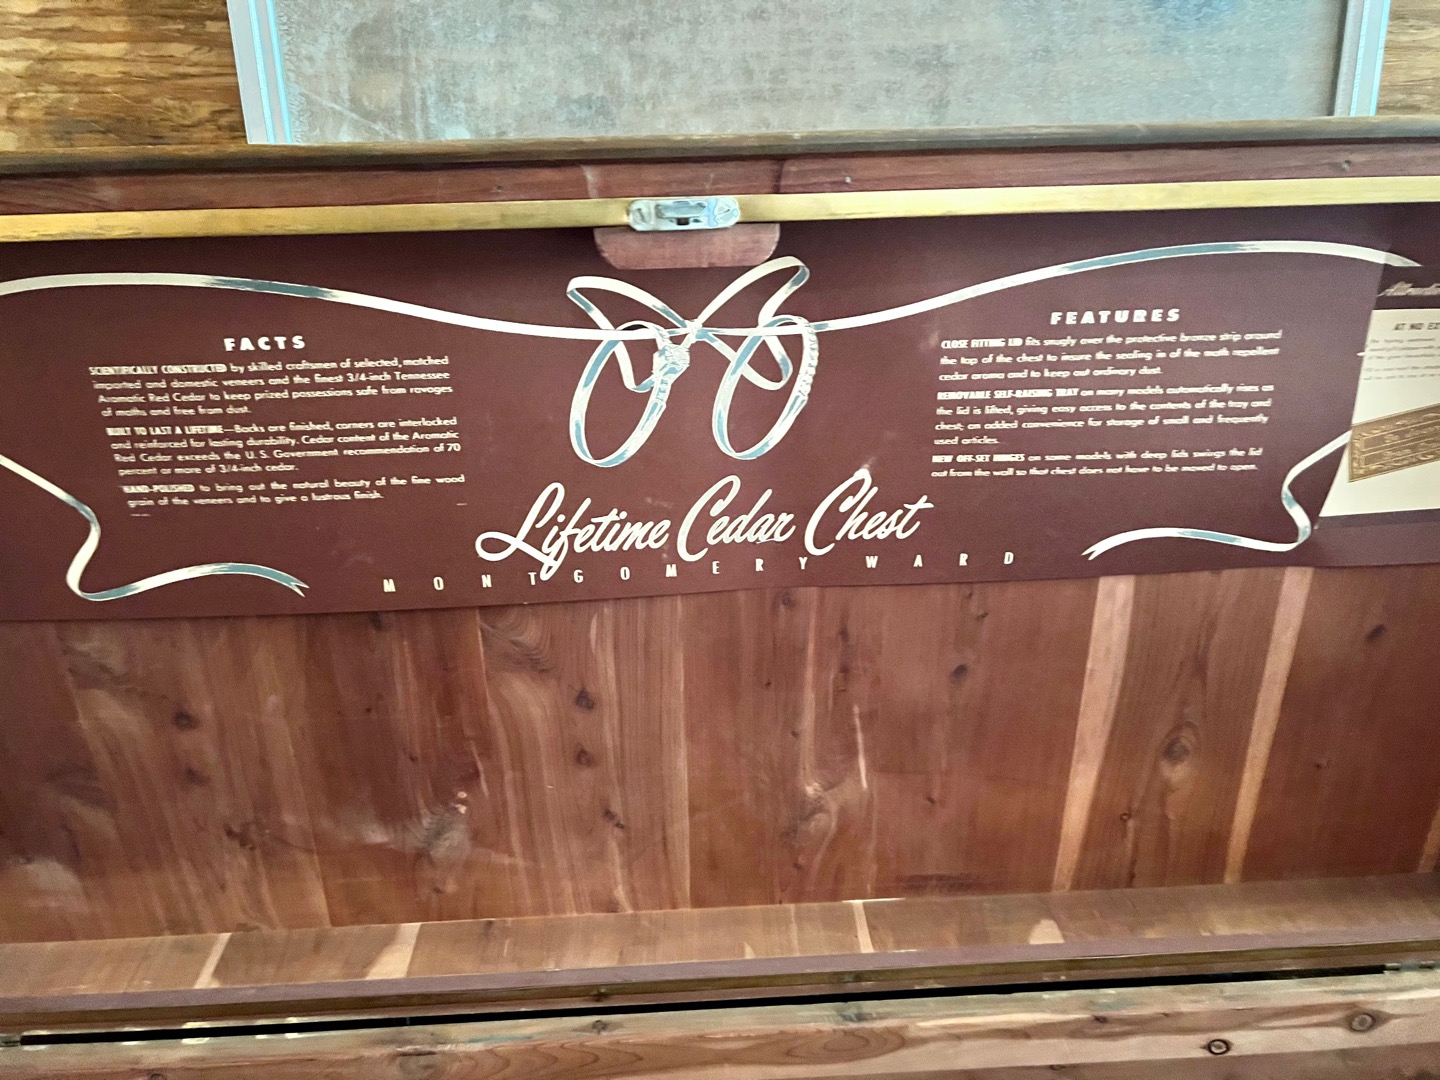 FACTS
SCIENTIFICALLY CONSTRUCTED by skilled craftsmen of selected, matched
imported and domestic veneers and the finest 3/4-inch Tennessee
Aromatic Red Cedar to keep prized possessions safe from ravages
of moths and free from dust.
BUILT TO LAST A LIFETIME—Backs are finished, corners are interlocked
and reinforced for lasting durability. Cedar content of the Aromatic
Red Cedar exceeds the U. S. Government recommendation of 70
percent or more of 3/4-inch cedar.
HAND-POLISHED to bring out the natural beauty of the fine wood
grain of the veneers and to give a lustrous finish.
Lifetime Cedar Chest
MONTGOMERY WARD
FEATURES
CLOSE FITTING LID fits snugly over the protective bronze strip around
the top of the chest to insure the sealing in of the moth repellent
cedar aroma and to keep out ordinary dust.
REMOVABLE SELF-RAISING TRAY on many models automatically rises as
the lid is lifted, giving easy access to the contents of the tray and
chest; an added convenience for storage of small and frequently
used articles.
NEW OFF-SET HINGES on some models with deep lids swings the lid
out from the wall so that chest does not have to be moved to open.
AT NO